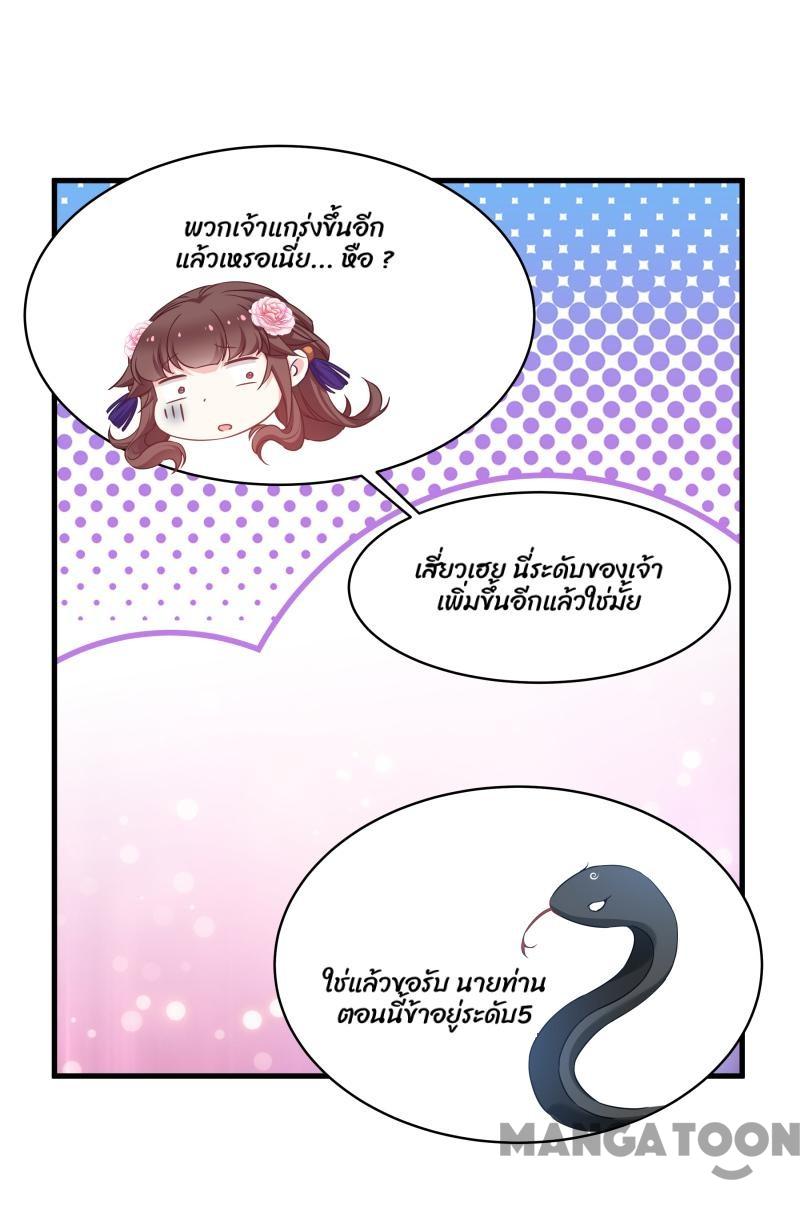 พวกเจ้าแกร่งขึ้นอีก
แล้วเหรอเนี่ย... หือ ?
เสี่ยวเฮย นี่ระดับของเจ้า
เพิ่มขึ้นอีกแล้วใช่มั้ย
ใช่แล้วขอรับ นายท่าน
ตอนนี้ข้าอยู่ระดับ5
MANGATOON